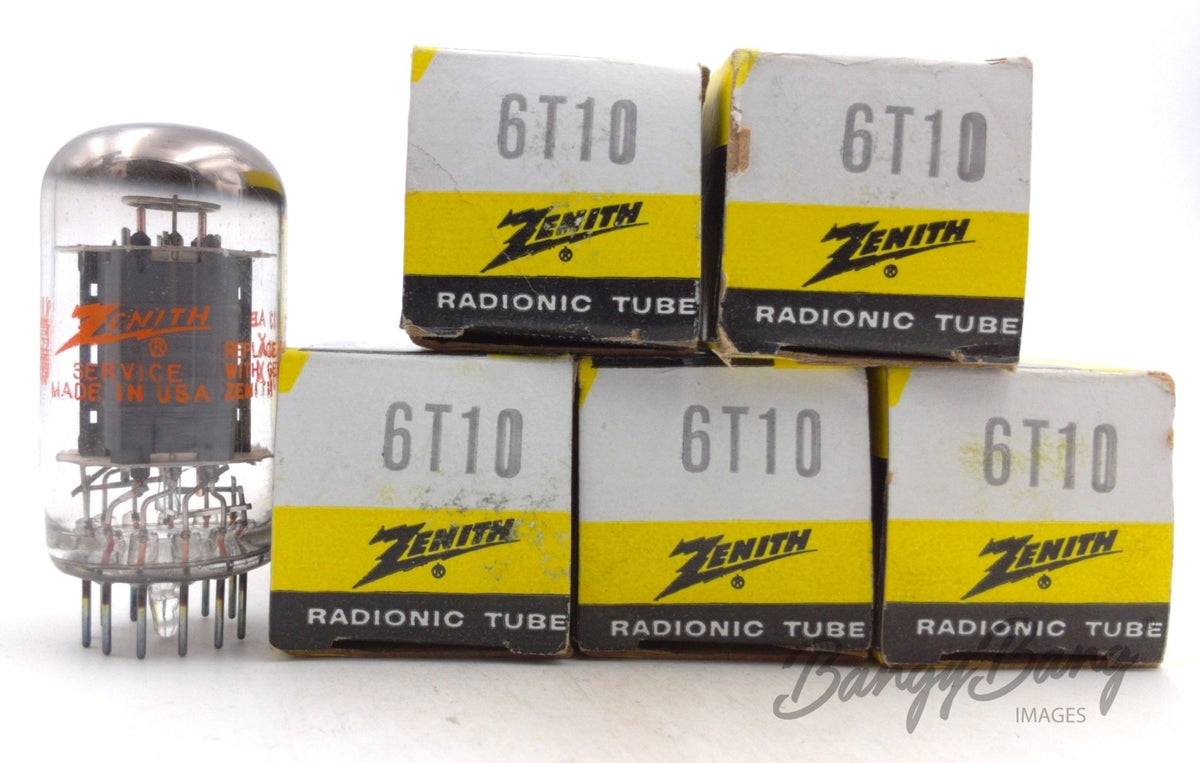 6T10
ZENITH
®
RADIONIC TUBE
6T10
ZENITH
®
RADIONIC TUBE
ZENITH
®
SERVICE
MADE IN USA
6T10
ZENITH
®
RADIONIC TUBE
6T10
ZENITH
®
RADIONIC TUBE
6T10
ZENITH
®
RADIONIC TUBE
BangyBang
IMAGES